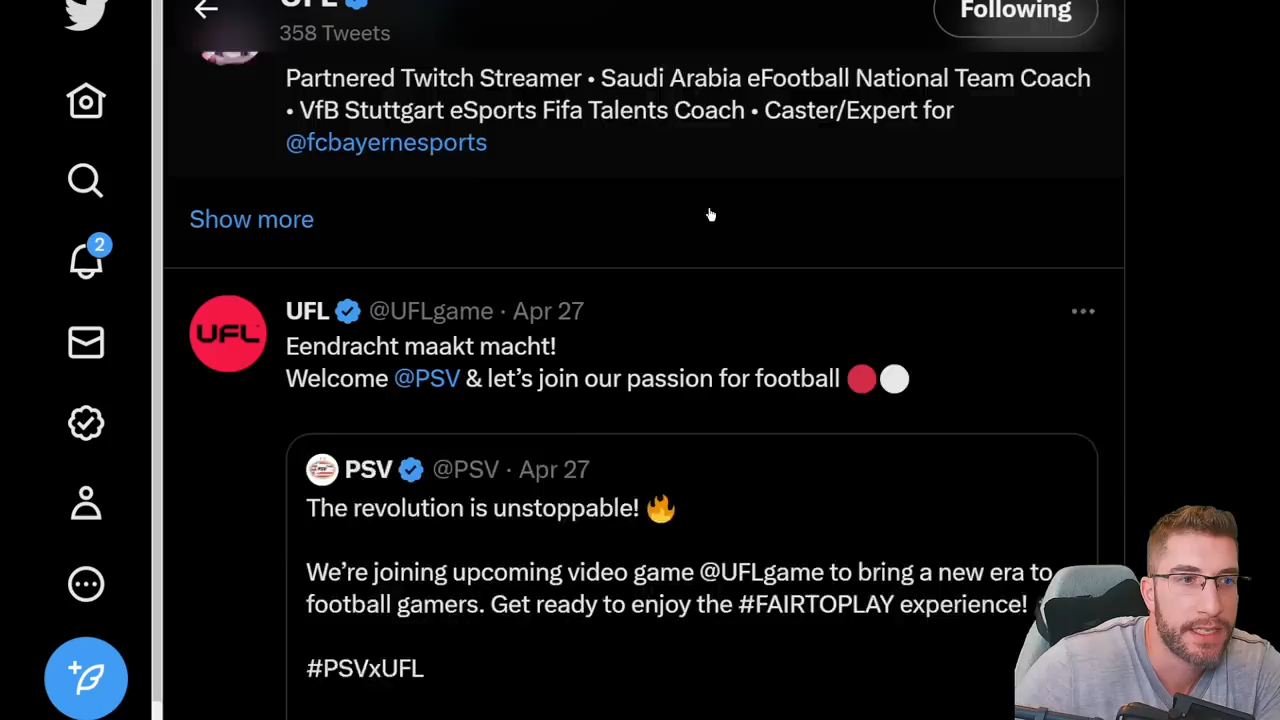 UFL
358 Tweets
Following
Partnered Twitch Streamer • Saudi Arabia eFootball National Team Coach
• VfB Stuttgart eSports Fifa Talents Coach • Caster/Expert for
@fcbayernesports
Show more
2
UFL @UFLgame · Apr 27
UFL
Eendracht maakt macht!
Welcome @PSV & let’s join our passion for football
PSV @PSV · Apr 27
The revolution is unstoppable!
We’re joining upcoming video game @UFLgame to bring a new era to
football gamers. Get ready to enjoy the #FAIRTOPLAY experience!
#PSVxUFL